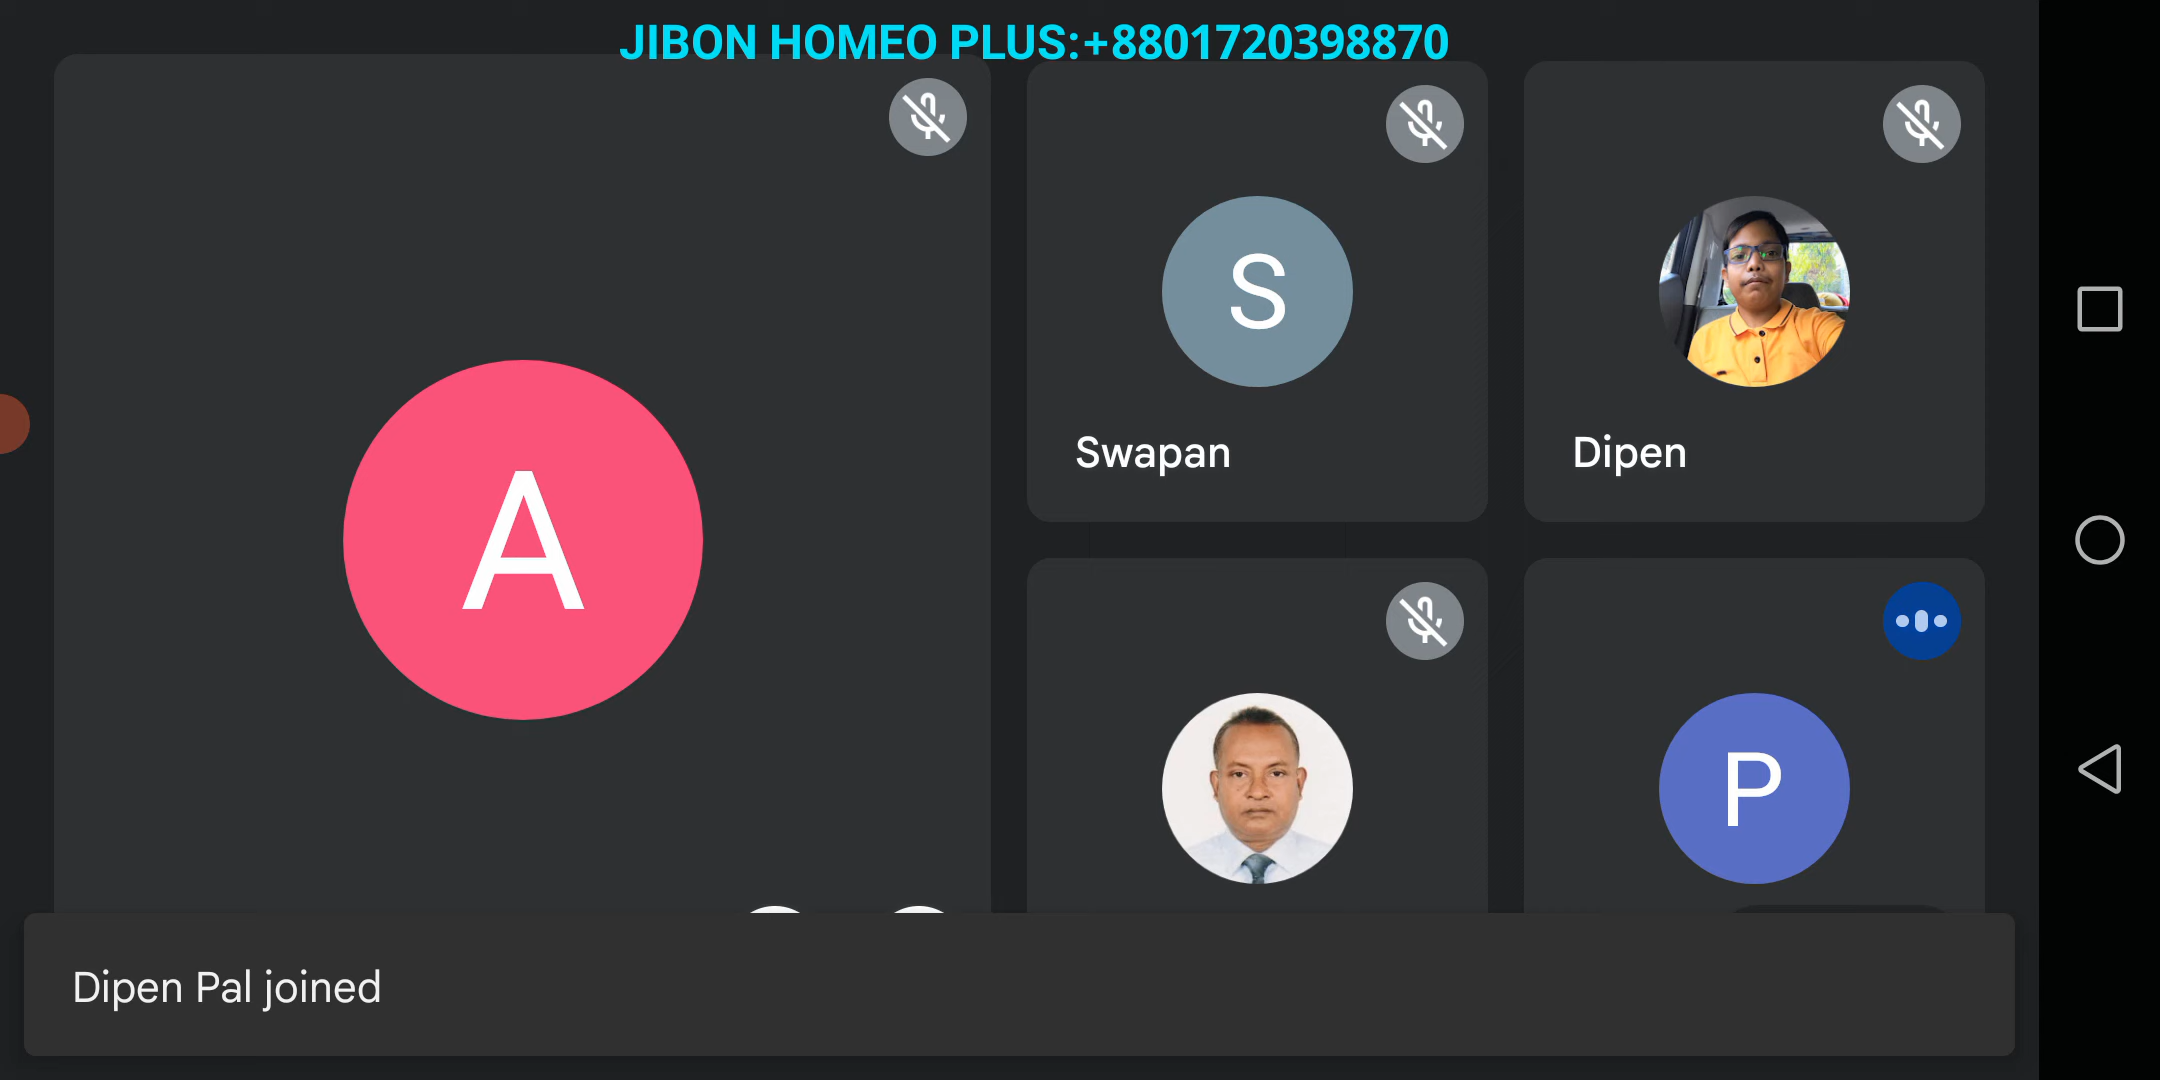 JIBON HOMEO PLUS:+8801720398870
A
S
Swapan
Dipen
P
Dipen Pal joined